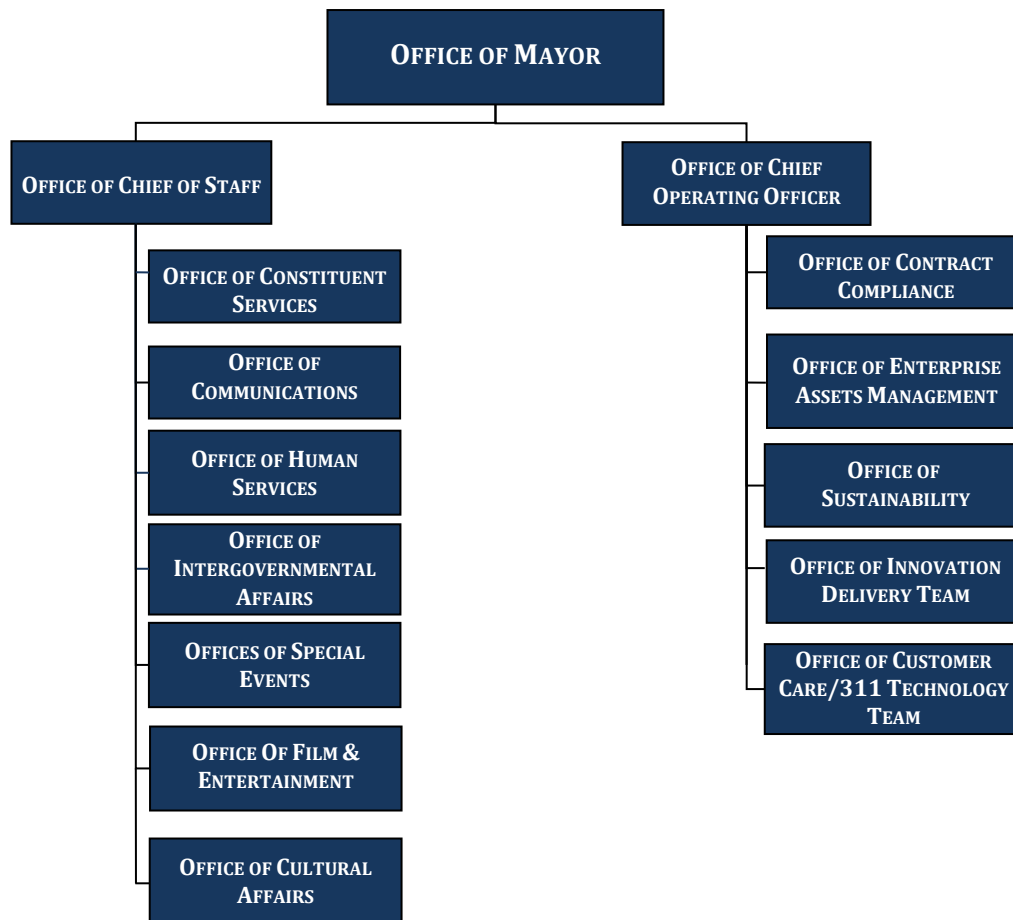 OFFICE OF MAYOR
OFFICE OF CHIEF OF STAFF
OFFICE OF CONSTITUENT
SERVICES
OFFICE OF
COMMUNICATIONS
OFFICE OF HUMAN
SERVICES
OFFICE OF
INTERGOVERNMENTAL
AFFAIRS
OFFICES OF SPECIAL
EVENTS
OFFICE OF FILM &
ENTERTAINMENT
OFFICE OF CULTURAL
AFFAIRS
OFFICE OF CHIEF
OPERATING OFFICER
OFFICE OF CONTRACT
COMPLIANCE
OFFICE OF ENTERPRISE
ASSETS MANAGEMENT
OFFICE OF
SUSTAINABILITY
OFFICE OF INNOVATION
DELIVERY TEAM
OFFICE OF CUSTOMER
CARE/311 TECHNOLOGY
TEAM